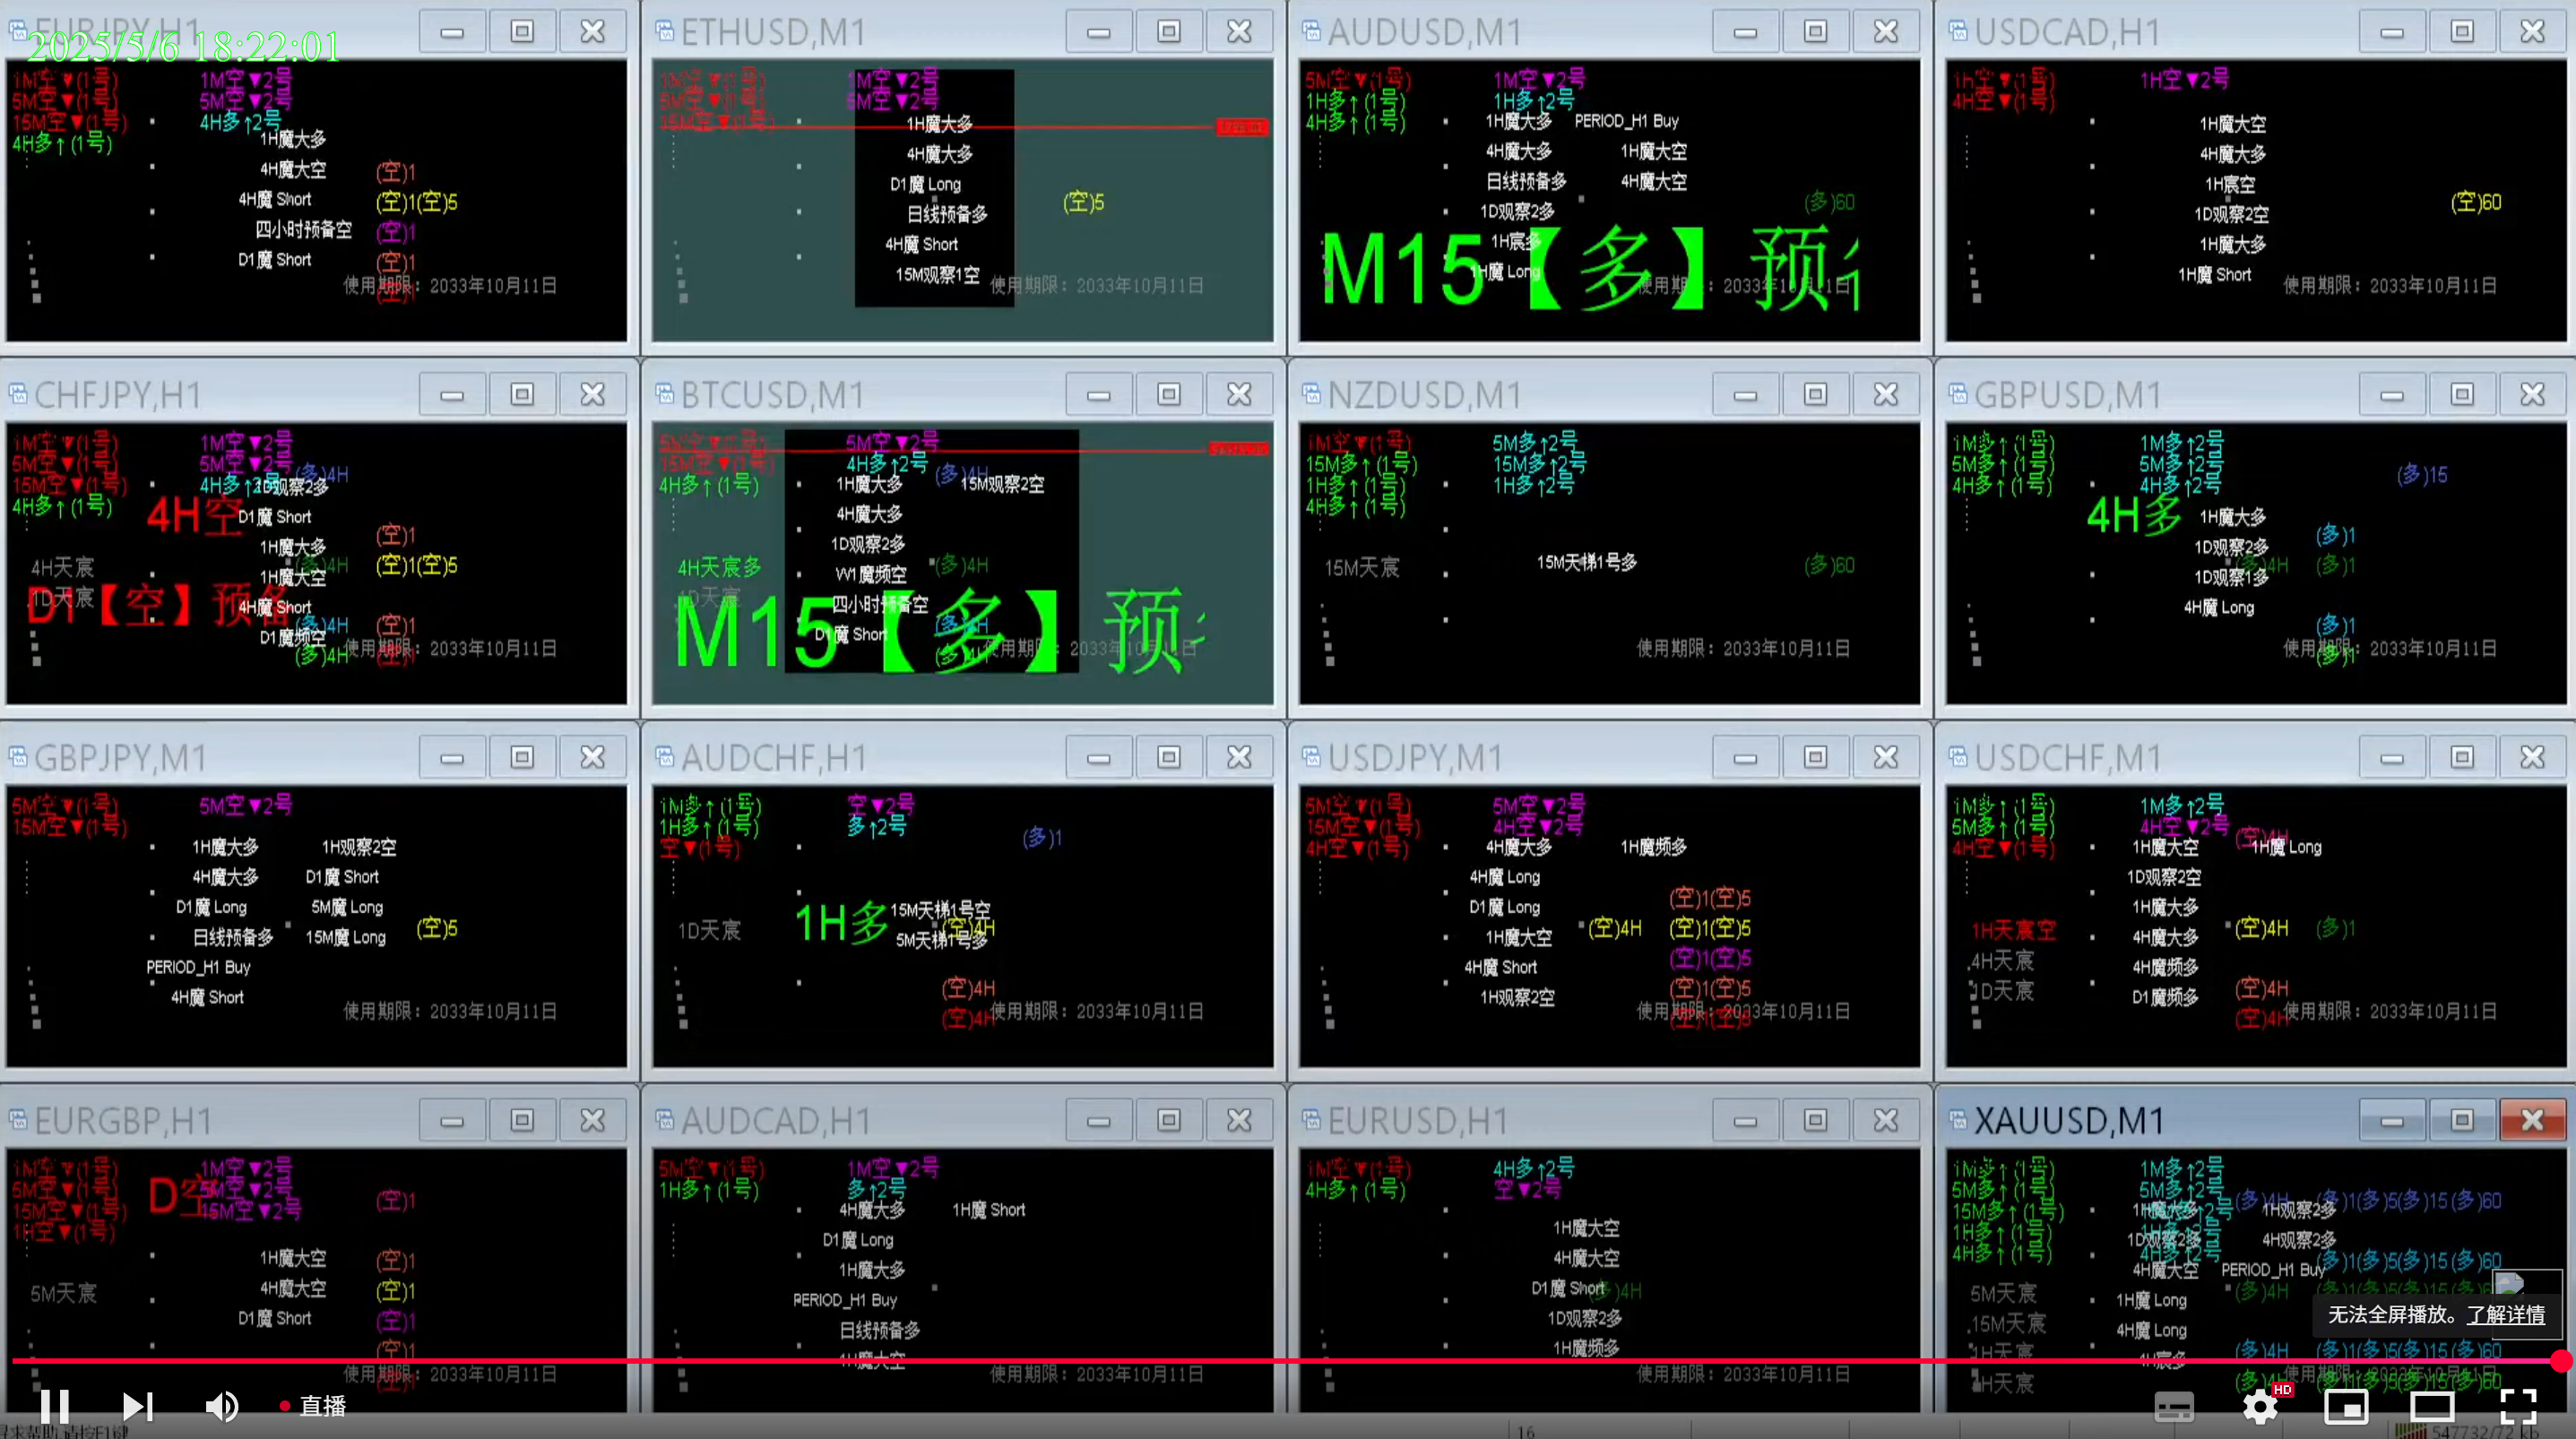 EURJPY,H1
2025/5/6 18:22:01
1M空▼(1号) 1M空▼2号
5M空▼(1号) 5M空▼2号
15M空▼(1号) 4H多↑2号
4H多↑(1号) 1H魔大多
4H魔大空 (空)1
4H魔 Short (空)1(空)5
四小时预备空 (空)1
D1魔 Short (空)1
使用期限：2033年10月11日
ETHUSD,M1
1M空▼(1号) 1M空▼2号
5M空▼(1号) 5M空▼2号
15M空▼(1号) 1H魔大多
4H魔大多
D1魔 Long (空)5
日线预备多
4H魔 Short
15M观察1空
使用期限：2033年10月11日
AUDUSD,M1
5M空▼(1号) 1M空▼2号
1H多↑(1号) 1H多↑2号
4H多↑(1号) 1H魔大多 PERIOD_H1 Buy
4H魔大多 1H魔大空
日线预备多 4H魔大空
1D观察2多 (多)60
1H宸多
1H魔 Long
M15【多】预
使用期限：2033年10月11日
USDCAD,H1
1H空▼(1号) 1H空▼2号
4H空▼(1号)
1H魔大空
4H魔大多
1H宸空 (空)60
1D观察2空
1H魔大多
1H魔 Short
使用期限：2033年10月11日
CHFJPY,H1
1M空▼(1号) 1M空▼2号
5M空▼(1号) 5M空▼2号 (多)4H
15M空▼(1号) 4H多↑2号 1D观察2多
4H多↑(1号) 4H空 D1魔 Short
1H魔大多 (空)1
4H天宸 (多)4H (空)1(空)5
1H魔大空
1D天宸 D1【空】预备
4H魔 Short
D1魔频空 (多)4H (空)1
(多)4H
使用期限：2033年10月11日
BTCUSD,M1
5M空▼(1号) 5M空▼2号
15M空▼(1号) 4H多↑2号 (多)4H
4H多↑(1号) 1H魔大多 15M观察2空
4H魔大多
1D观察2多
4H天宸多 W1魔频空 (多)4H
1D天宸 四小时预备空
D1魔 Short (多)4H
M15【多】预
使用期限：2033年10月11日
NZDUSD,M1
1M空▼(1号) 5M多↑2号
15M多↑(1号) 15M多↑2号
1H多↑(1号) 1H多↑2号
4H多↑(1号)
15M天宸 15M天梯1号多 (多)60
使用期限：2033年10月11日
GBPUSD,M1
1M多↑(1号) 1M多↑2号
5M多↑(1号) 5M多↑2号 (多)15
4H多↑(1号) 4H多↑2号
4H多 1H魔大多
1D观察2多 (多)1
(多)4H (多)1
1D观察1多
4H魔 Long
(多)1
(多)1
使用期限：2033年10月11日
GBPJPY,M1
5M空▼(1号) 5M空▼2号
15M空▼(1号)
1H魔大多 1H观察2空
4H魔大多 D1魔 Short
D1魔 Long 5M魔 Long
日线预备多 15M魔 Long (空)5
PERIOD_H1 Buy
4H魔 Short
使用期限：2033年10月11日
AUDCHF,H1
1M多↑(1号) 空▼2号
1H多↑(1号) 多↑2号
空▼(1号) (多)1
1H多 15M天梯1号空
1D天宸 (空)4H
5M天梯1号多
(空)4H
(空)4H
使用期限：2033年10月11日
USDJPY,M1
5M空▼(1号) 5M空▼2号
15M空▼(1号) 4H空▼2号
4H空▼(1号) 4H魔大多 1H魔频多
4H魔 Long
D1魔 Long (空)1(空)5
1H魔大空 (空)4H (空)1(空)5
4H魔 Short (空)1(空)5
1H观察2空 (空)1(空)5
使用期限：2033年10月11日
USDCHF,M1
1M多↑(1号) 1M多↑2号
5M多↑(1号) 4H空▼2号 (空)4H
4H空▼(1号) 1H魔大空 1H魔 Long
1D观察2空
1H魔大多
1H天宸空 4H魔大多 (空)4H (多)1
4H天宸 4H魔频多
1D天宸 D1魔频多 (空)4H
(空)4H
使用期限：2033年10月11日
EURGBP,H1
1M空▼(1号) 1M空▼2号
5M空▼(1号) D空 5M空▼2号 (空)1
15M空▼(1号) 15M空▼2号
1H空▼(1号)
1H魔大空 (空)1
5M天宸 4H魔大空 (空)1
D1魔 Short (空)1
(空)1
使用期限：2033年10月11日
AUDCAD,H1
5M空▼(1号) 1M空▼2号
1H多↑(1号) 多↑2号
4H魔大多 1H魔 Short
D1魔 Long
1H魔大多
PERIOD_H1 Buy
日线预备多
1H魔大空
使用期限：2033年10月11日
EURUSD,H1
1M空▼(1号) 4H多↑2号
4H多↑(1号) 空▼2号
1H魔大空
4H魔大空
D1魔 Short )4H
1D观察2多
1H魔频多
使用期限：2033年10月11日
XAUUSD,M1
1M多↑(1号) 1M多↑2号
5M多↑(1号) 5M多↑2号 (多)4H (多)1(多)5(多)15(多)60
15M多↑(1号) 1H观察2多
1H多↑(1号) 1D观察2多 4H观察2多
4H多↑(1号) 4H多↑2号 (多)1(多)5(多)15(多)60
4H魔大空 PERIOD_H1 Buy
5M天宸 1H魔 Long (多)4H
15M天宸 4H魔 Long
1H天宸 4H宸多 (多)4H (多)1(多)5(多)15(多)60
4H天宸
使用期限：2033年10月11日
无法全屏播放。了解详情
直播
HD
16
547732/72 kb